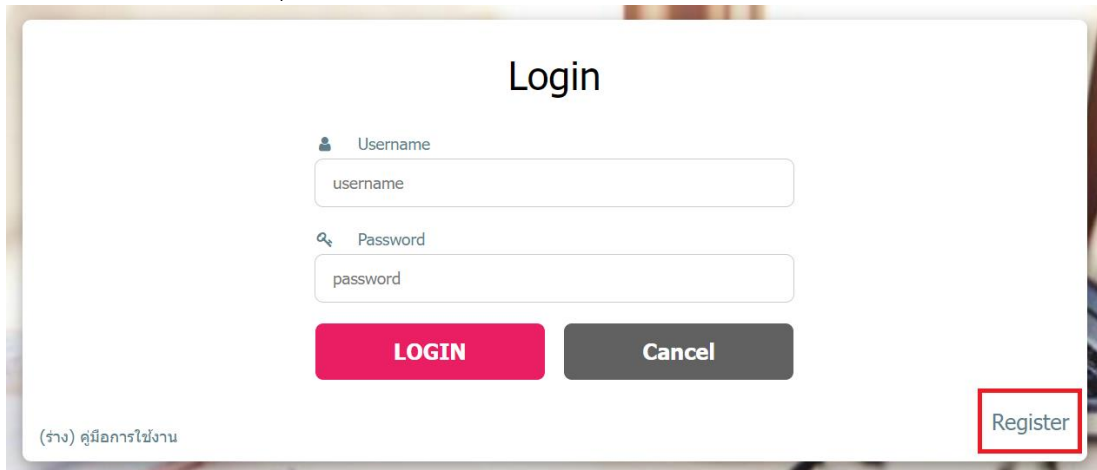 Login
Username
username
Password
password
LOGIN
Cancel
Register
(ร่าง) คู่มือการใช้งาน